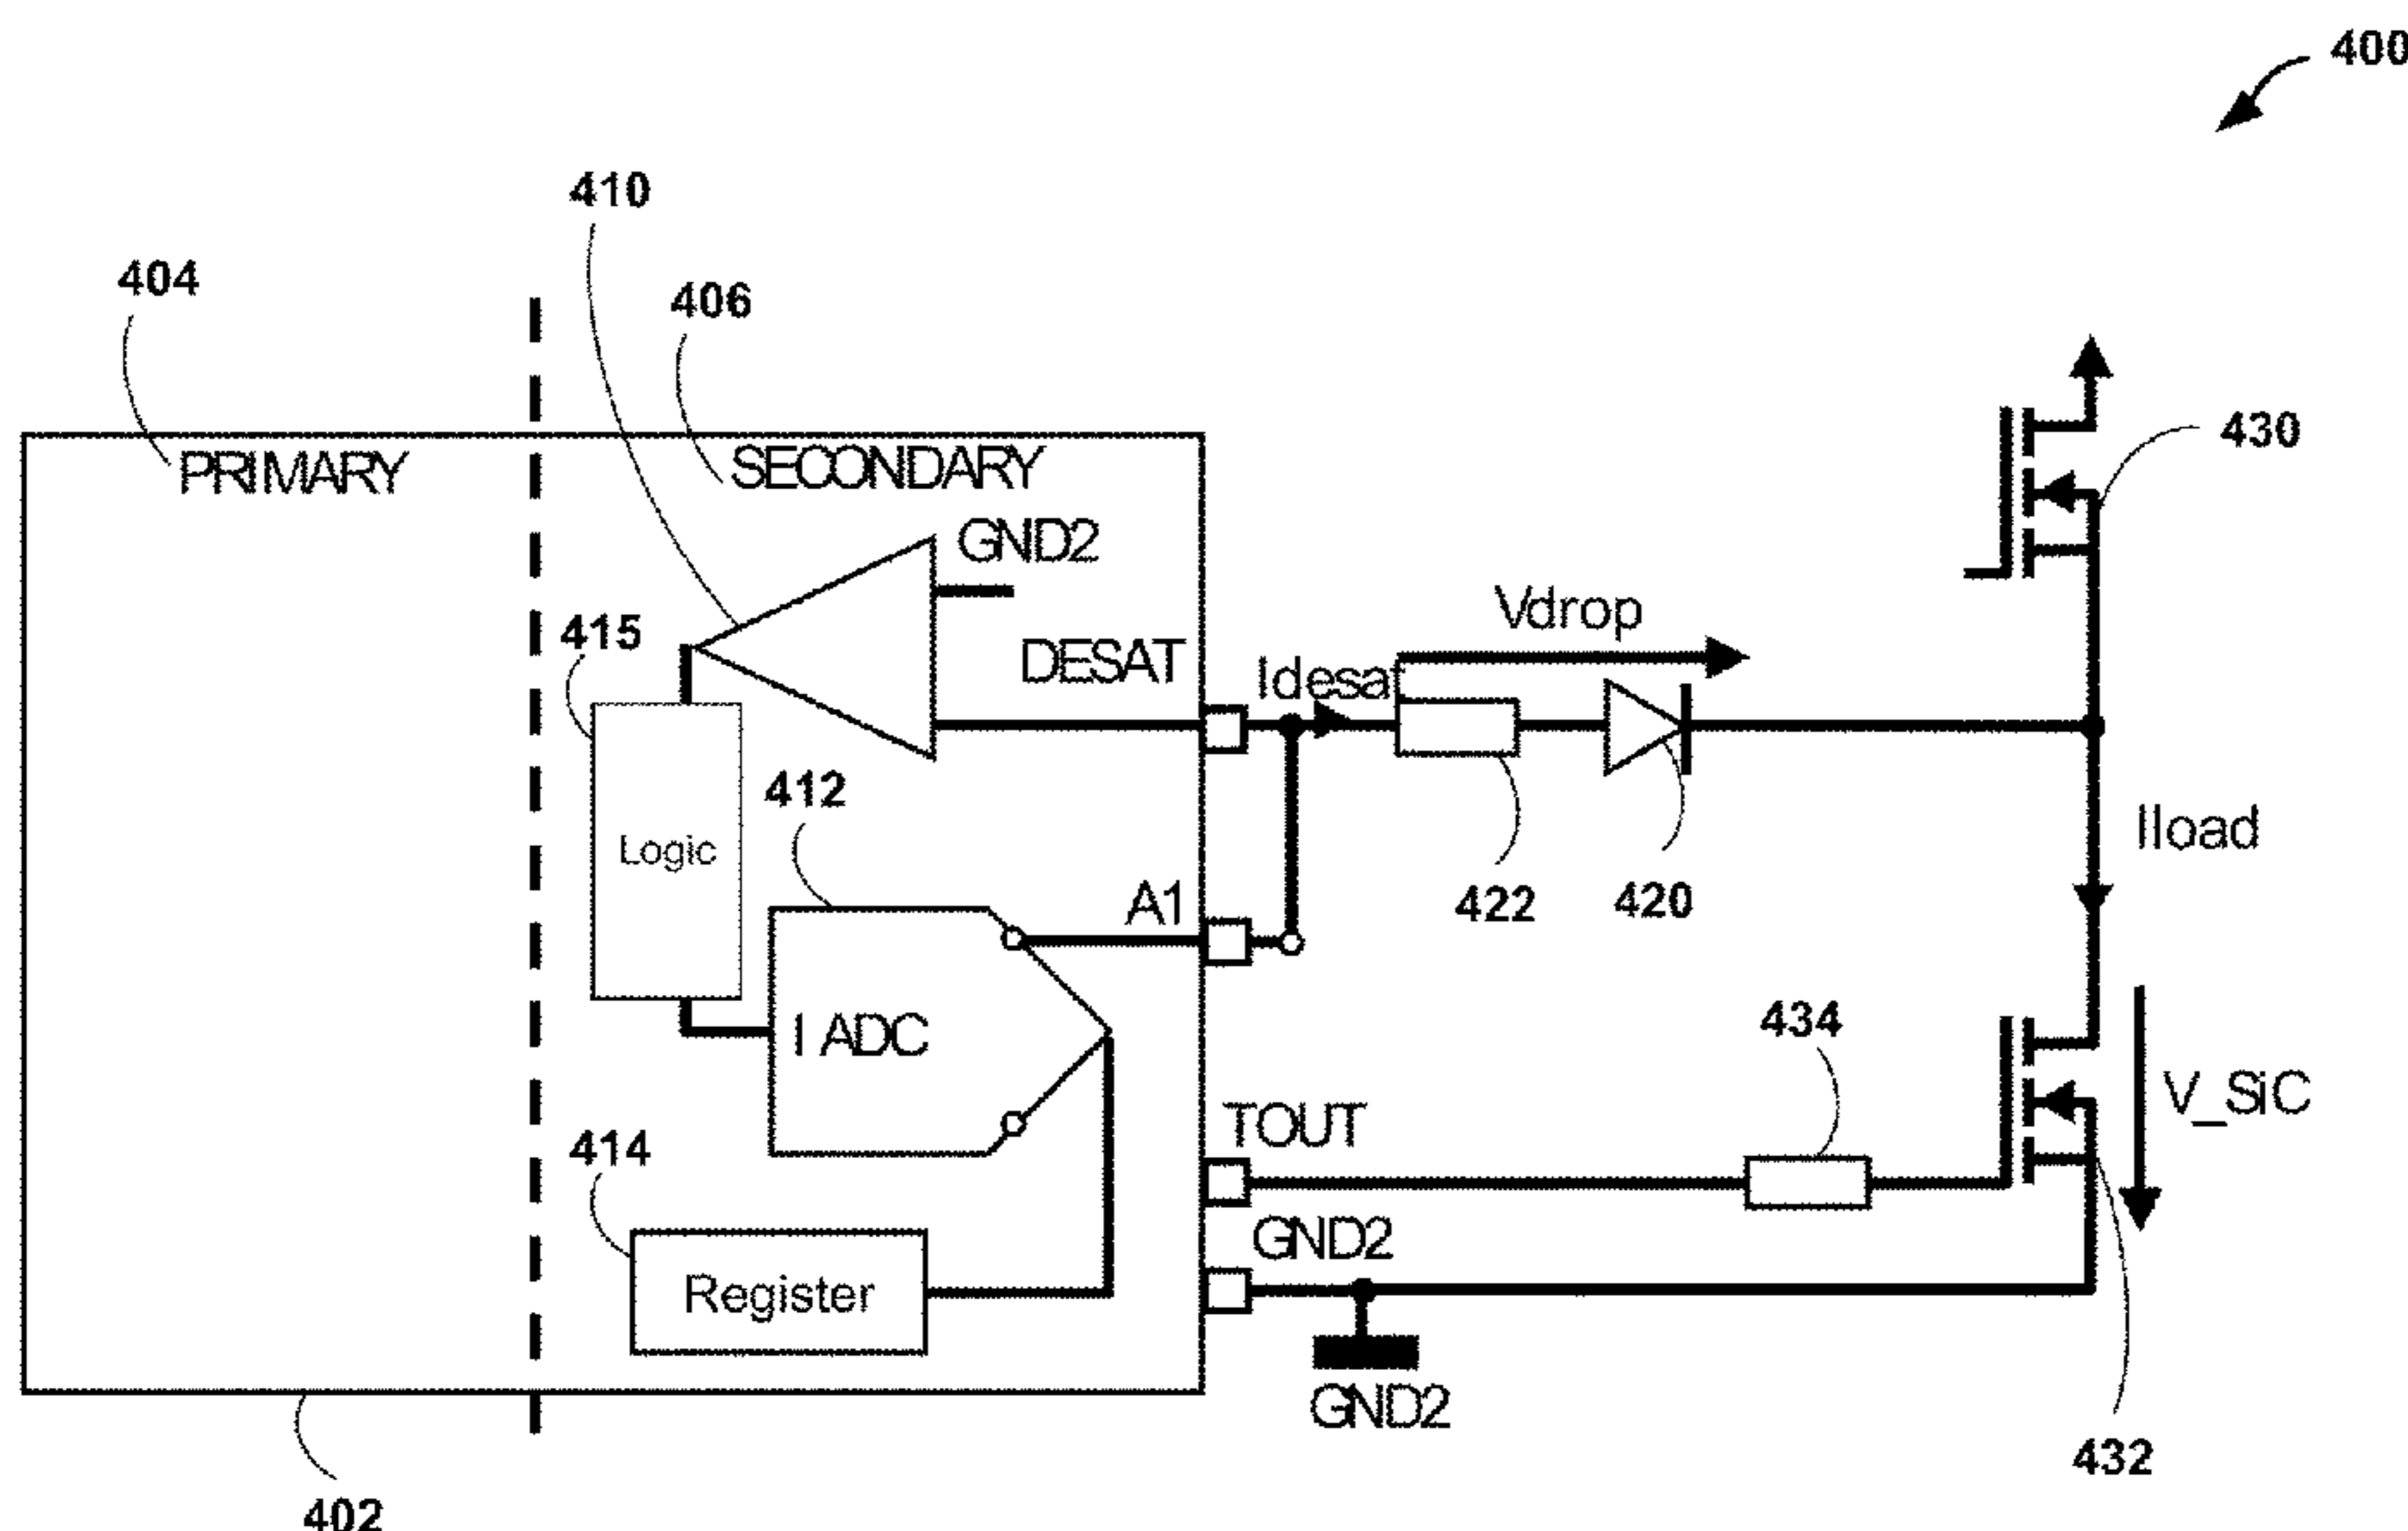 400
410
404
406
PRIMARY
SECONDARY
430
GND2
415
DESAT
Vdrop
Idesat
412
Logic
A1
422
420
Iload
I ADC
434
414
TOUT
V_SiC
Register
GND2
GND2
402
432